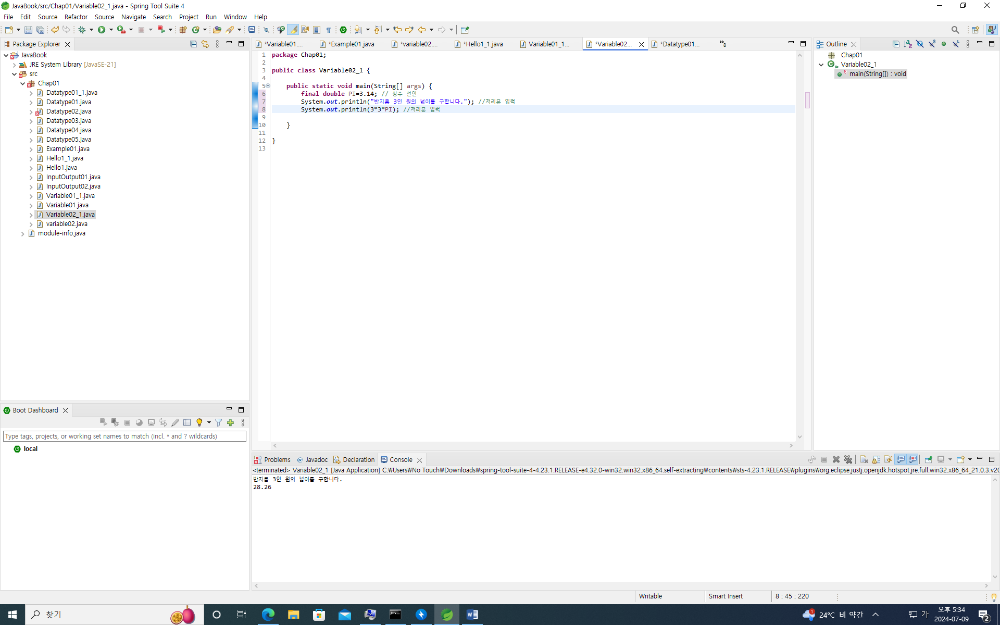 JavaBook/src/Chap01/Variable02_1.java - Spring Tool Suite 4
File Edit Source Refactor Source Navigate Search Project Run Window Help
Package Explorer
JavaBook
JRE System Library [JavaSE-21]
src
Chap01
Datatype01_1.java
Datatype01.java
Datatype02.java
Datatype03.java
Datatype04.java
Datatype05.java
Example01.java
Hello1_1.java
Hello1.java
InputOutput01.java
InputOutput02.java
Variable01_1.java
Variable01.java
Variable02_1.java
variable02.java
module-info.java
*Variable01.... *Example01.java *variable02.... *Hello1_1.java Variable01_1... *Variable02... *Datatype01... »8
1 package Chap01;
2
3 public class Variable02_1 {
4
5 public static void main(String[] args) {
6 final double PI=3.14; // 상수 선언
7 System.out.println("반지름 3인 원의 넓이를 구합니다."); //처리문 입력
8 System.out.println(3*3*PI); //처리문 입력
9
10 }
11
12 }
13
Outline
Chap01
Variable02_1
main(String[]) : void
Boot Dashboard
Type tags, projects, or working set names to match (incl. * and ? wildcards)
local
Problems Javadoc Declaration Console
<terminated> Variable02_1 [Java Application] C:₩Users₩No Touch₩Downloads₩spring-tool-suite-4-4.23.1.RELEASE-e4.32.0-win32.win32.x86_64.self-extracting₩contents₩sts-4.23.1.RELEASE₩plugins₩org.eclipse.justj.openjdk.hotspot.jre.full.win32.x86_64_21.0.3.v20
반지름 3인 원의 넓이를 구합니다.
28.26
Writable Smart Insert 8 : 45 : 220
찾기
24°C 비 약간
가
오후 5:34
2024-07-09
2